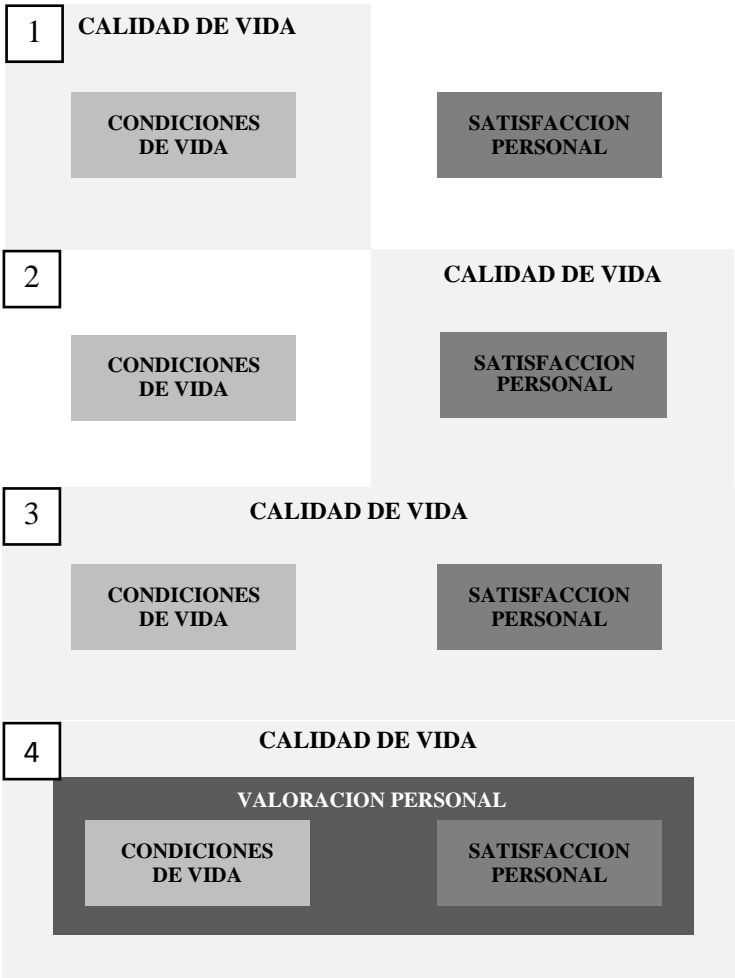 1
CALIDAD DE VIDA
CONDICIONES
DE VIDA
SATISFACCION
PERSONAL
2
CALIDAD DE VIDA
CONDICIONES
DE VIDA
SATISFACCION
PERSONAL
3
CALIDAD DE VIDA
CONDICIONES
DE VIDA
SATISFACCION
PERSONAL
4
CALIDAD DE VIDA
VALORACION PERSONAL
CONDICIONES
DE VIDA
SATISFACCION
PERSONAL